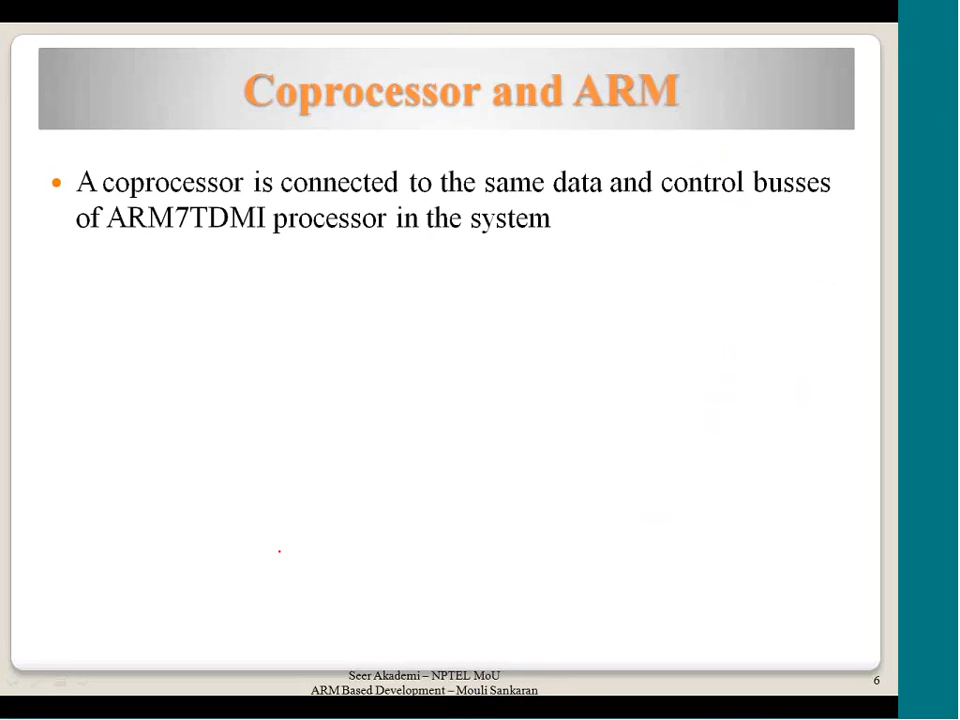 Coprocessor and ARM
• A coprocessor is connected to the same data and control busses
of ARM7TDMI processor in the system
Seer Akademi – NPTEL MoU
ARM Based Development – Mouli Sankaran
6